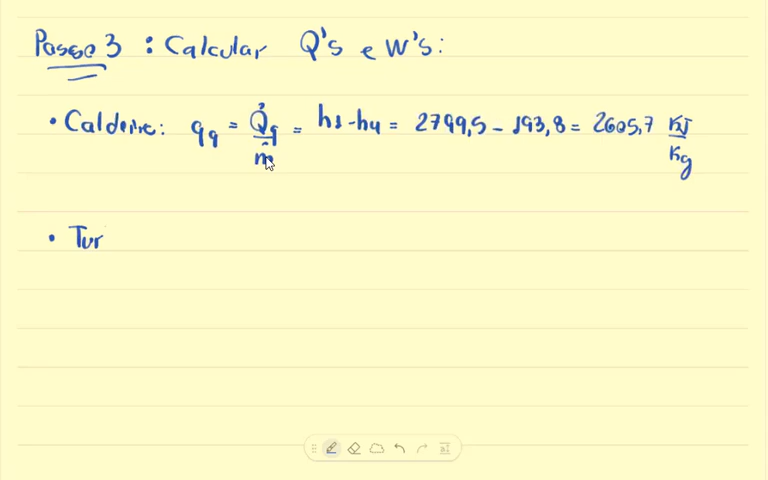 Passo 3 : Calcular Q's e W's:
• Caldeira: qq = Q̇q/ṁ = h1-h4 = 2799,5 - 193,8 = 2605,7 KJ/Kg
• Tur